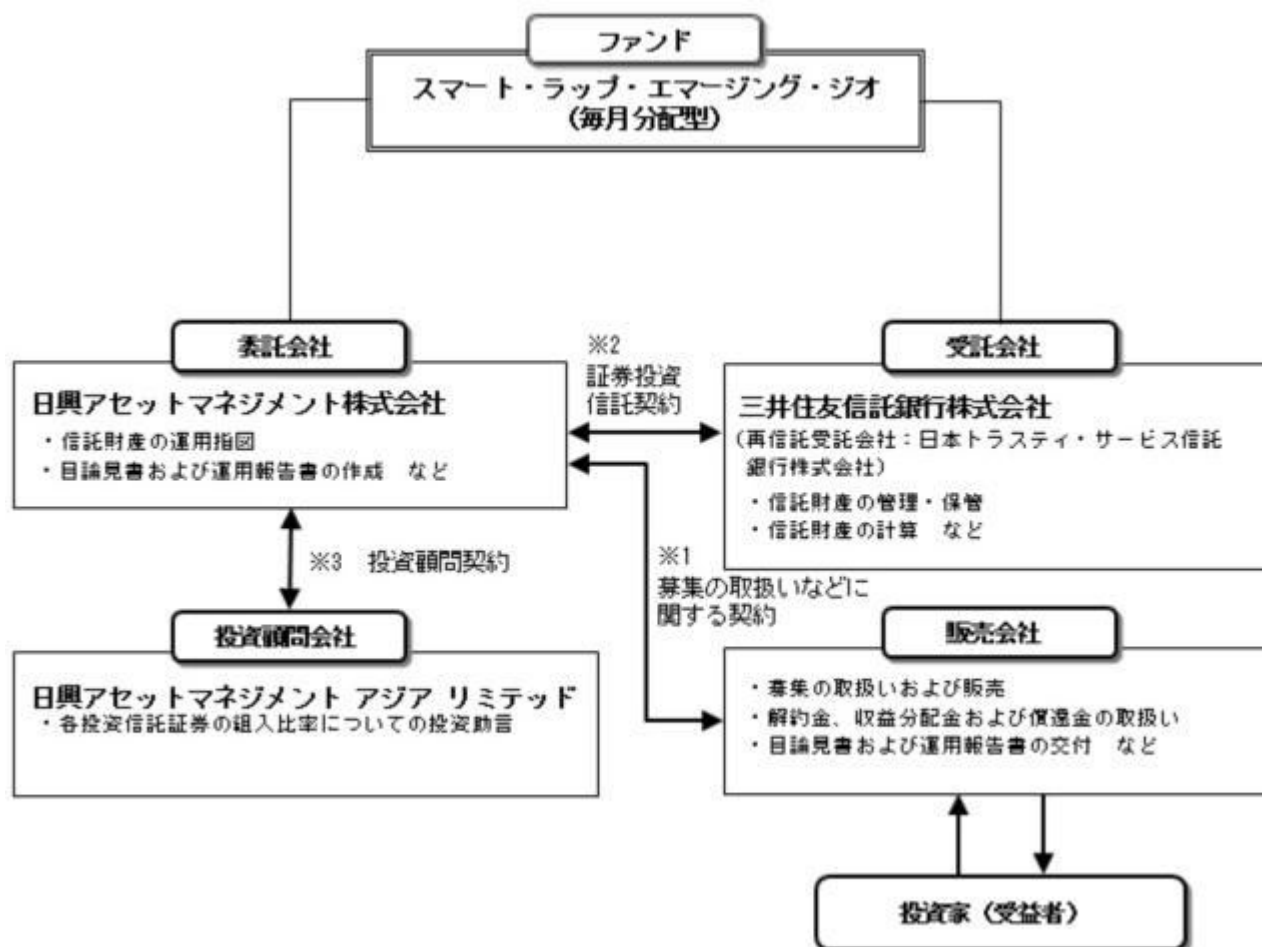 ファンド
スマート・ラップ・エマージング・ジオ
（毎月分配型）
委託会社
日興アセットマネジメント株式会社
・信託財産の運用指図
・目論見書および運用報告書の作成　など
※2
証券投資
信託契約
受託会社
三井住友信託銀行株式会社
（再信託受託会社：日本トラスティ・サービス信託
銀行株式会社）
・信託財産の管理・保管
・信託財産の計算　など
※3　投資顧問契約
※1
募集の取扱いなどに
関する契約
投資顧問会社
日興アセットマネジメント アジア リミテッド
・各投資信託証券の組入比率についての投資助言
販売会社
・募集の取扱いおよび販売
・解約金、収益分配金および償還金の取扱い
・目論見書および運用報告書の交付　など
投資家（受益者）